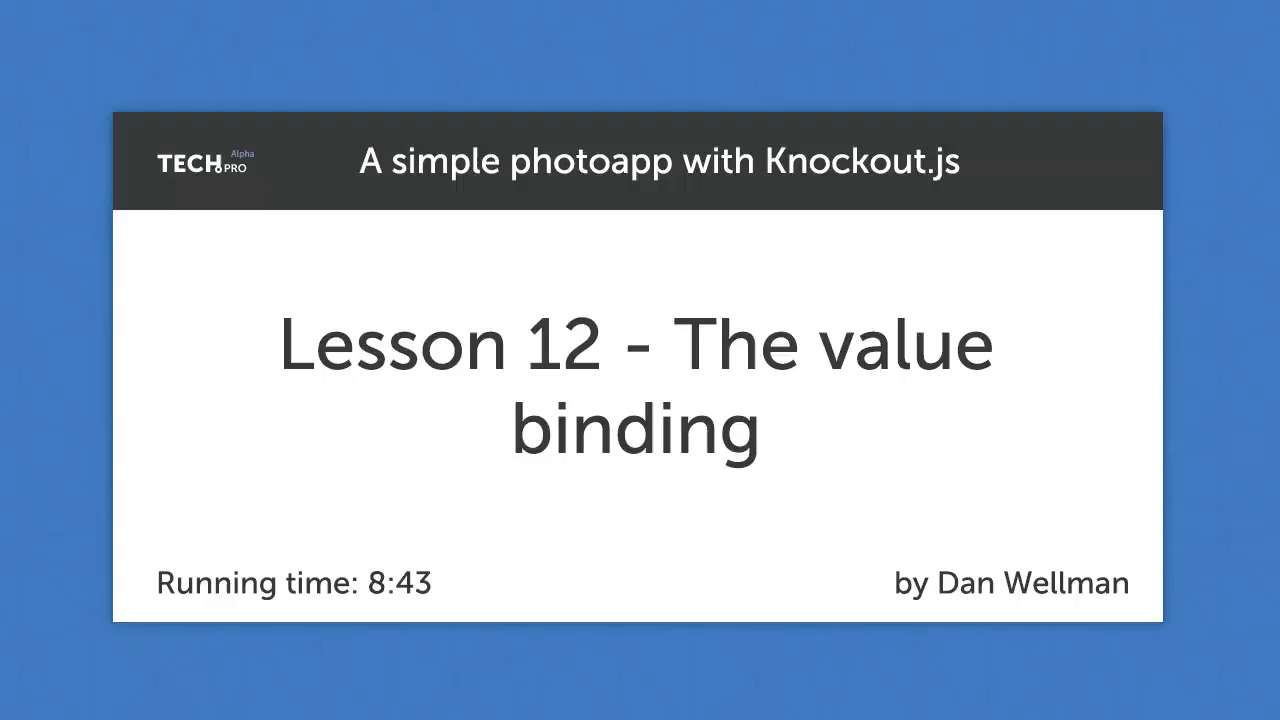 TECH.PRO Alpha
A simple photoapp with Knockout.js
Lesson 12 - The value
binding
Running time: 8:43
by Dan Wellman